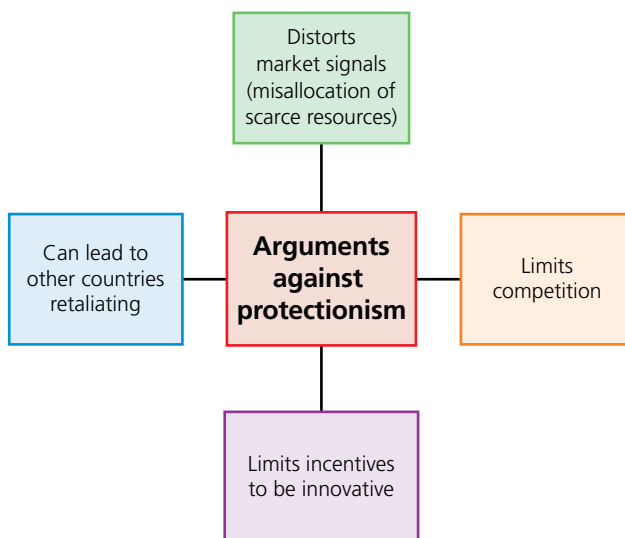 Distorts
market signals
(misallocation of
scarce resources)
Can lead to
other countries
retaliating
Arguments
against
protectionism
Limits
competition
Limits incentives
to be innovative